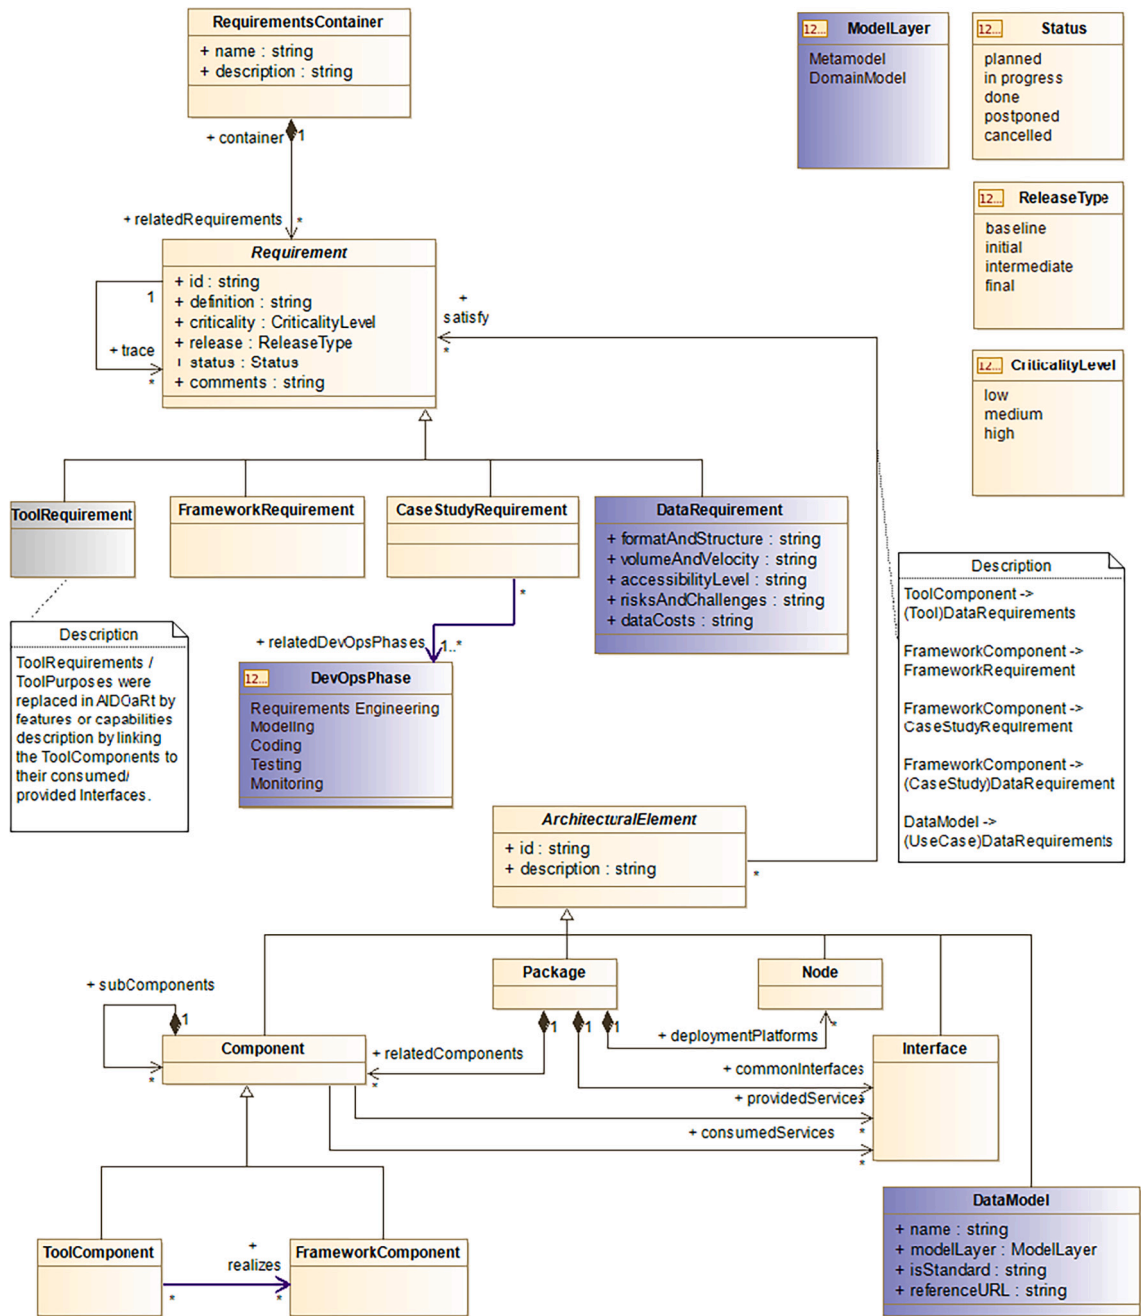 RequirementsContainer
+ name : string
+ description : string
+ container
1
+ relatedRequirements
*
12...
ModelLayer
Metamodel
DomainModel
12...
Status
planned
in progress
done
postponed
cancelled
12...
ReleaseType
baseline
initial
intermediate
final
12...
CriticalityLevel
low
medium
high
Requirement
+ id : string
+ definition : string
+ criticality : CriticalityLevel
+ release : ReleaseType
+ status : Status
+ comments : string
1
+ trace
*
+
satisfy
*
ToolRequirement
FrameworkRequirement
CaseStudyRequirement
DataRequirement
+ formatAndStructure : string
+ volumeAndVelocity : string
+ accessibilityLevel : string
+ risksAndChallenges : string
+ dataCosts : string
*
+ relatedDevOpsPhases
1..*
Description
ToolRequirements /
ToolPurposes were
replaced in AIDOaRt by
features or capabilities
description by linking
the ToolComponents to
their consumed/
provided Interfaces.
12...
DevOpsPhase
Requirements Engineering
Modeling
Coding
Testing
Monitoring
Description
ToolComponent ->
(Tool)DataRequirements
FrameworkComponent ->
FrameworkRequirement
FrameworkComponent ->
CaseStudyRequirement
FrameworkComponent ->
(CaseStudy)DataRequirement
DataModel ->
(UseCase)DataRequirements
ArchitecturalElement
+ id : string
+ description : string
*
Package
Node
+ subComponents
1
*
Component
1
1
1
+ deploymentPlatforms
*
+ relatedComponents
*
+ commonInterfaces
*
+ providedServices
*
+ consumedServices
*
Interface
ToolComponent
+
realizes
*
*
FrameworkComponent
DataModel
+ name : string
+ modelLayer : ModelLayer
+ isStandard : string
+ referenceURL : string